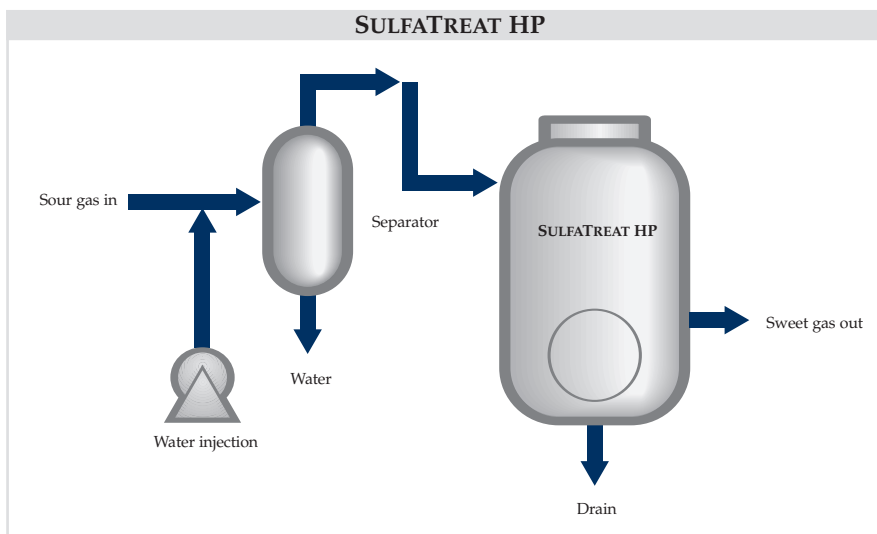 SULFATREAT HP
Sour gas in
Separator
SULFATREAT HP
Sweet gas out
Water
Water injection
Drain